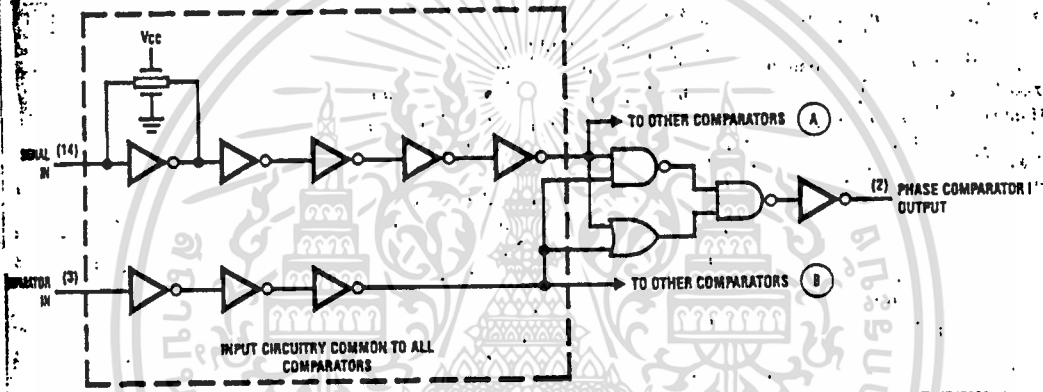 Vcc
TO OTHER COMPARATORS A
(14)
IN
(2) PHASE COMPARATOR I
OUTPUT
(3)
IN
TO OTHER COMPARATORS B
INPUT CIRCUITRY COMMON TO ALL
COMPARATORS